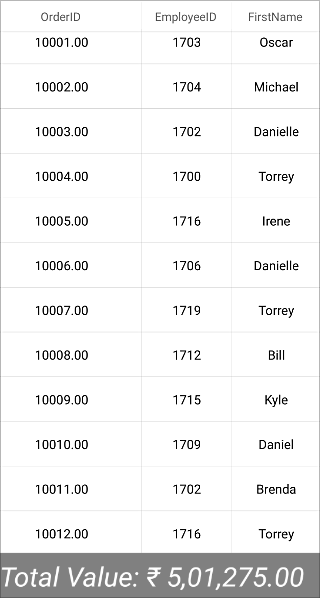 OrderID EmployeeID FirstName
10001.00 1703 Oscar
10002.00 1704 Michael
10003.00 1702 Danielle
10004.00 1700 Torrey
10005.00 1716 Irene
10006.00 1706 Danielle
10007.00 1719 Torrey
10008.00 1712 Bill
10009.00 1715 Kyle
10010.00 1709 Daniel
10011.00 1702 Brenda
10012.00 1716 Torrey
Total Value: ₹ 5,01,275.00